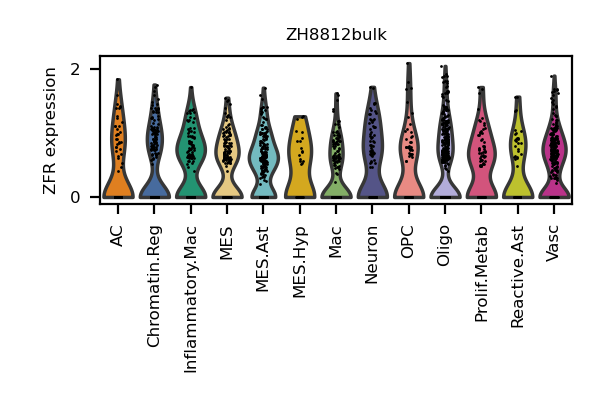 ZH8812bulk
ZFR expression
2
0
AC
Chromatin.Reg
Inflammatory.Mac
MES
MES.Ast
MES.Hyp
Mac
Neuron
OPC
Oligo
Prolif.Metab
Reactive.Ast
Vasc